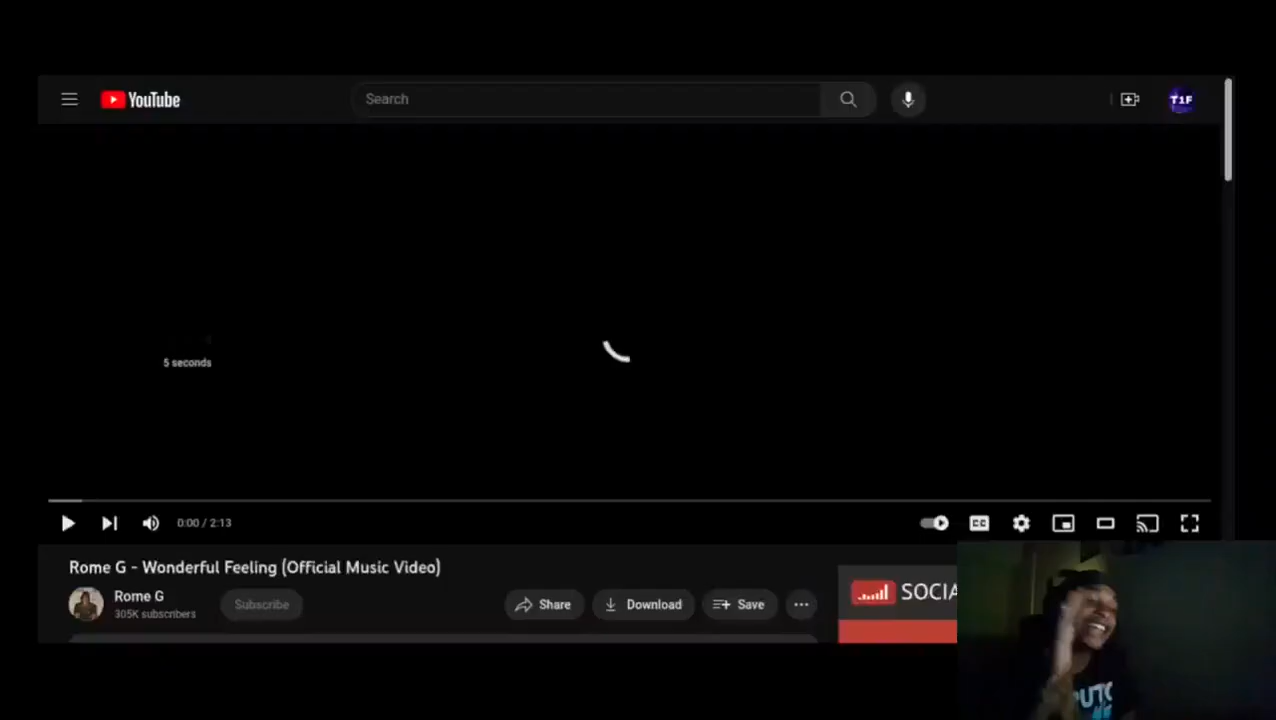 YouTube
Search
T1F
5 seconds
0:00 / 2:13
CC
Rome G - Wonderful Feeling (Official Music Video)
Rome G
305K subscribers
Subscribe
Share
Download
Save
SOCIA